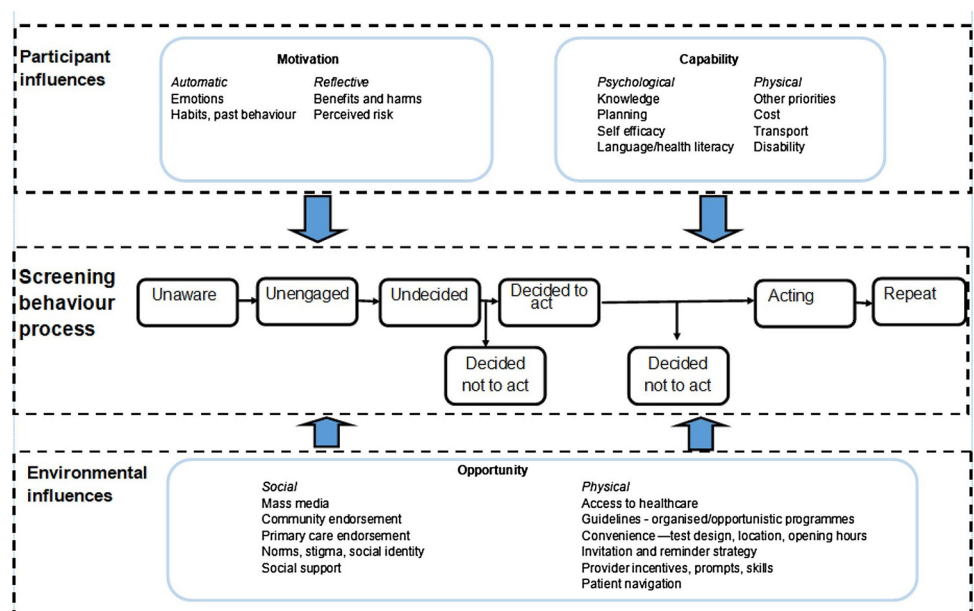 Participant
influences
Motivation
Automatic
Emotions
Habits, past behaviour
Reflective
Benefits and harms
Perceived risk
Capability
Psychological
Knowledge
Planning
Self efficacy
Language/health literacy
Physical
Other priorities
Cost
Transport
Disability
Screening
behaviour
process
Unaware
Unengaged
Undecided
Decided to
act
Acting
Repeat
Decided
not to act
Decided
not to act
Environmental
influences
Opportunity
Social
Mass media
Community endorsement
Primary care endorsement
Norms, stigma, social identity
Social support
Physical
Access to healthcare
Guidelines - organised/opportunistic programmes
Convenience —test design, location, opening hours
Invitation and reminder strategy
Provider incentives, prompts, skills
Patient navigation